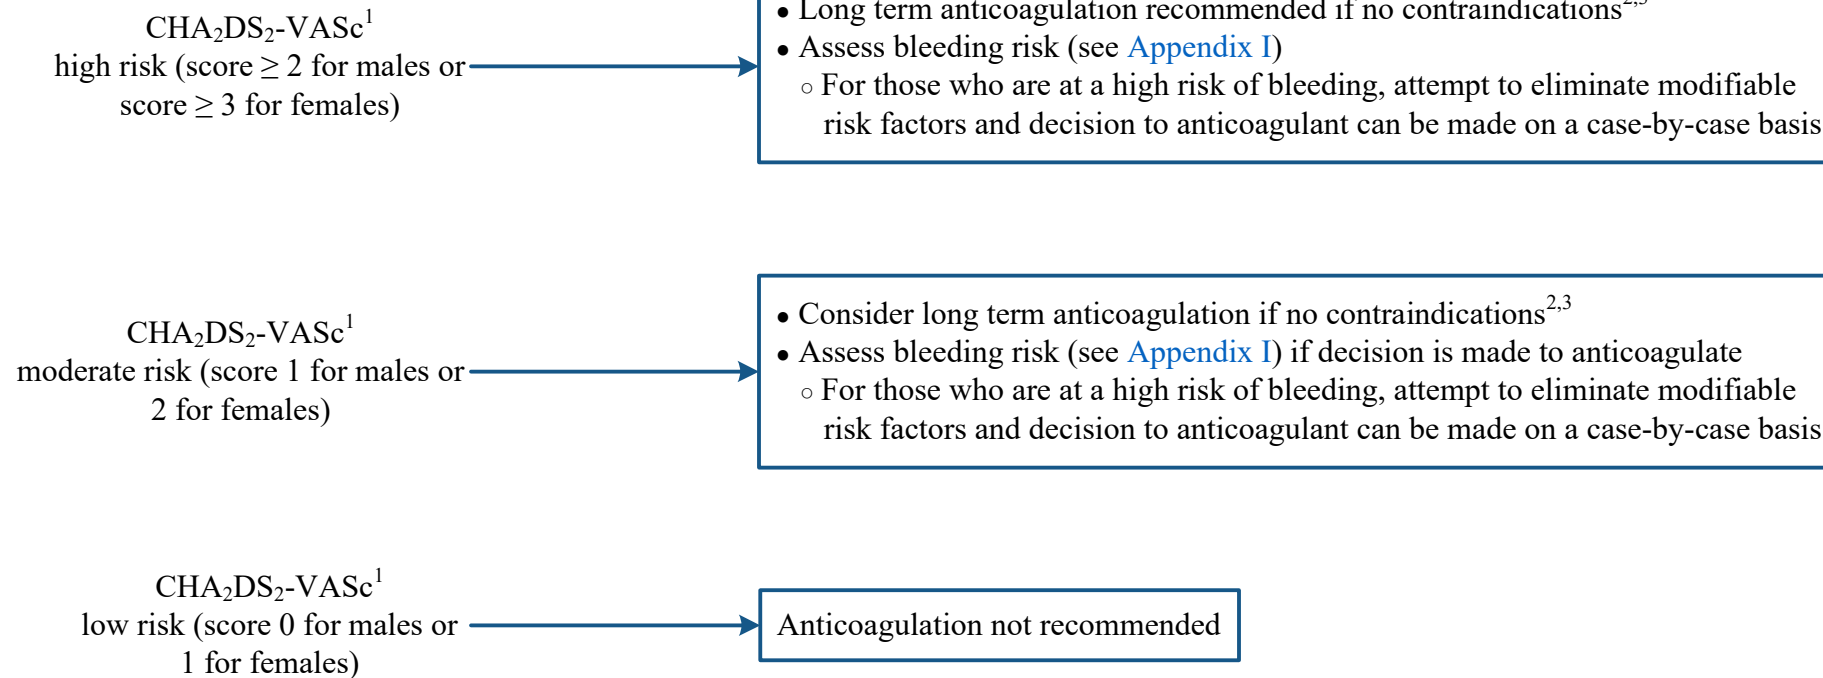 CHA₂DS₂-VASc¹
high risk (score ≥ 2 for males or
score ≥ 3 for females)
• Long term anticoagulation recommended if no contraindications²,³
• Assess bleeding risk (see Appendix I)
○ For those who are at a high risk of bleeding, attempt to eliminate modifiable
risk factors and decision to anticoagulant can be made on a case-by-case basis
CHA₂DS₂-VASc¹
moderate risk (score 1 for males or
2 for females)
• Consider long term anticoagulation if no contraindications²,³
• Assess bleeding risk (see Appendix I) if decision is made to anticoagulate
○ For those who are at a high risk of bleeding, attempt to eliminate modifiable
risk factors and decision to anticoagulant can be made on a case-by-case basis
CHA₂DS₂-VASc¹
low risk (score 0 for males or
1 for females)
Anticoagulation not recommended